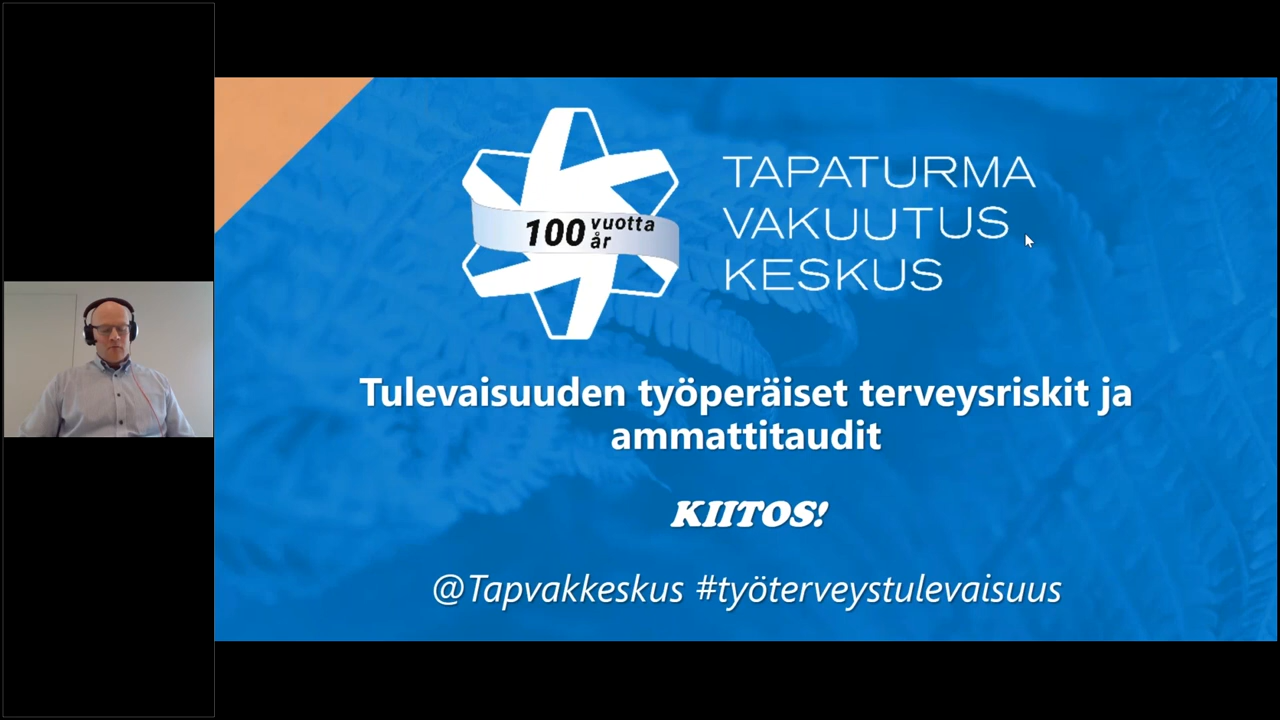 100 vuotta
år
TAPATURMA
VAKUUTUS
KESKUS
Tulevaisuuden työperäiset terveysriskit ja
ammattitaudit
KIITOS!
@Tapvakkeskus #työterveystulevaisuus